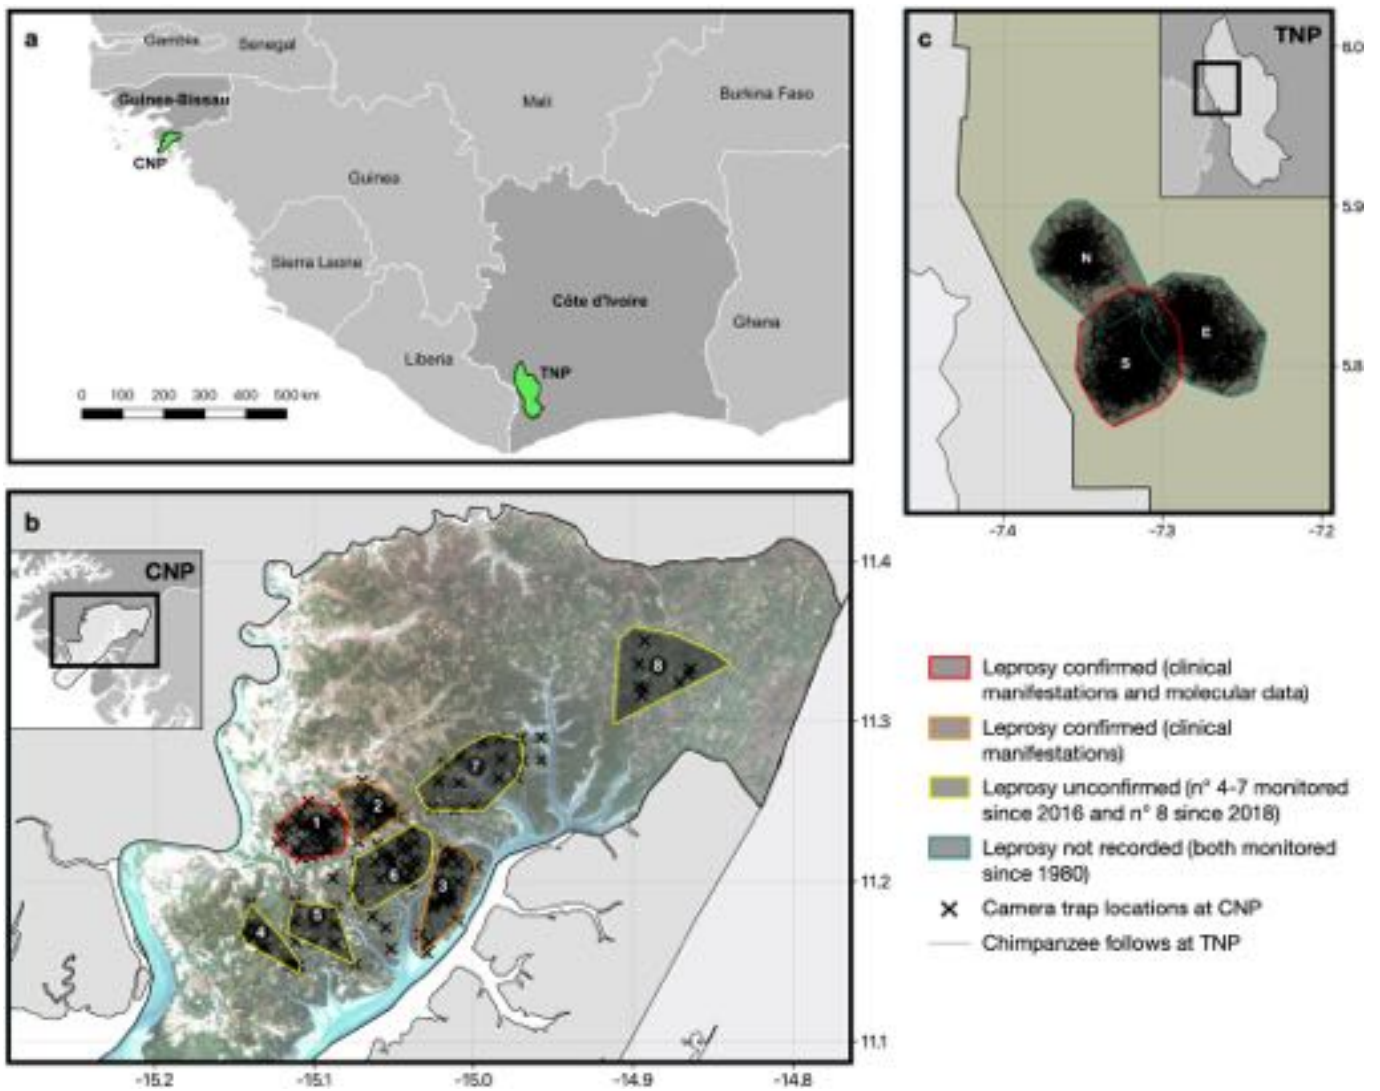 a
Gambia
Senegal
Guinea-Bissau
Mali
Burkina Faso
CNP
Guinea
Sierra Leone
Côte d'Ivoire
Ghana
Liberia
TNP
0 100 200 300 400 500 km
c
TNP
6.0
5.9
5.8
N
E
S
-7.4 -7.3 -7.2
b
CNP
11.4
11.3
11.2
11.1
8
7
2
1
6
3
5
4
-15.2 -15.1 -15.0 -14.9 -14.8
Leprosy confirmed (clinical
manifestations and molecular data)
Leprosy confirmed (clinical
manifestations)
Leprosy unconfirmed (n° 4-7 monitored
since 2016 and n° 8 since 2018)
Leprosy not recorded (both monitored
since 1980)
Camera trap locations at CNP
Chimpanzee follows at TNP